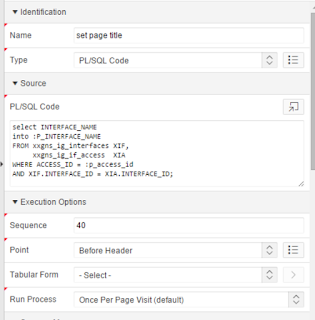 Identification
Name set page title
Type PL/SQL Code
Source
PL/SQL Code
select INTERFACE_NAME
into :P_INTERFACE_NAME
FROM xxgns_ig_interfaces XIF,
xxgns_ig_if_access XIA
WHERE ACCESS_ID = :p_access_id
AND XIF.INTERFACE_ID = XIA.INTERFACE_ID;
Execution Options
Sequence 40
Point Before Header
Tabular Form - Select -
Run Process Once Per Page Visit (default)